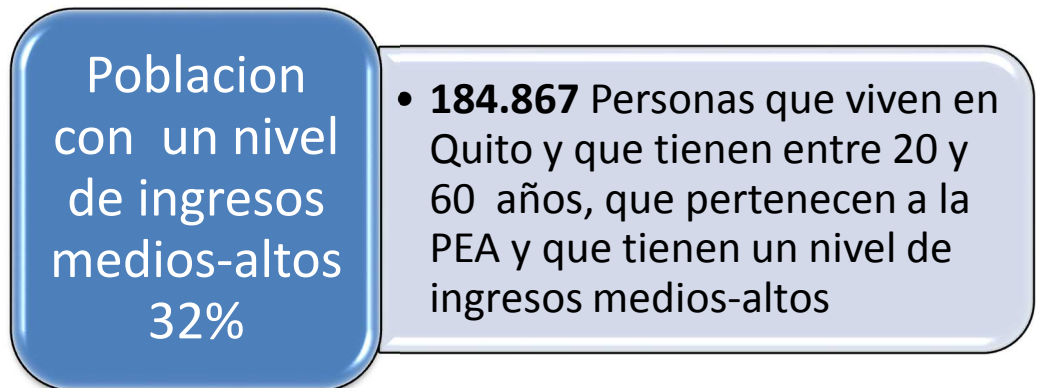 Poblacion
con un nivel
de ingresos
medios-altos
32%
• 184.867 Personas que viven en
Quito y que tienen entre 20 y
60 años, que pertenecen a la
PEA y que tienen un nivel de
ingresos medios-altos